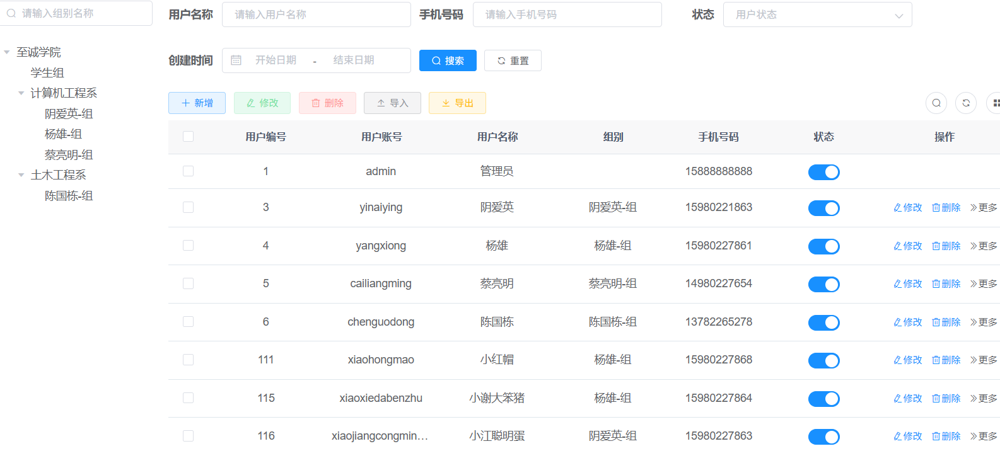 请输入组别名称
至诚学院
学生组
计算机工程系
阴爱英-组
杨雄-组
蔡亮明-组
土木工程系
陈国栋-组
用户名称 请输入用户名称 手机号码 请输入手机号码 状态 用户状态
创建时间 开始日期 - 结束日期 搜索 重置
新增 修改 删除 导入 导出
用户编号 用户账号 用户名称 组别 手机号码 状态 操作
1 admin 管理员 15888888888
3 yinaiying 阴爱英 阴爱英-组 15980221863 修改 删除 更多
4 yangxiong 杨雄 杨雄-组 15980227861 修改 删除 更多
5 cailiangming 蔡亮明 蔡亮明-组 14980227654 修改 删除 更多
6 chenguodong 陈国栋 陈国栋-组 13782265278 修改 删除 更多
111 xiaohongmao 小红帽 杨雄-组 15980227868 修改 删除 更多
115 xiaoxiedabenzhu 小谢大笨猪 杨雄-组 15980227864 修改 删除 更多
116 xiaojiangcongmin… 小江聪明蛋 阴爱英-组 15980227863 修改 删除 更多